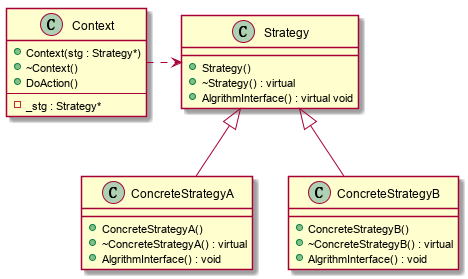 C Context
Context(stg : Strategy*)
~Context()
DoAction()
_stg : Strategy*
C Strategy
Strategy()
~Strategy() : virtual
AlgrithmInterface() : virtual void
C ConcreteStrategyA
ConcreteStrategyA()
~ConcreteStrategyA() : virtual
AlgrithmInterface() : void
C ConcreteStrategyB
ConcreteStrategyB()
~ConcreteStrategyB() : virtual
AlgrithmInterface() : void